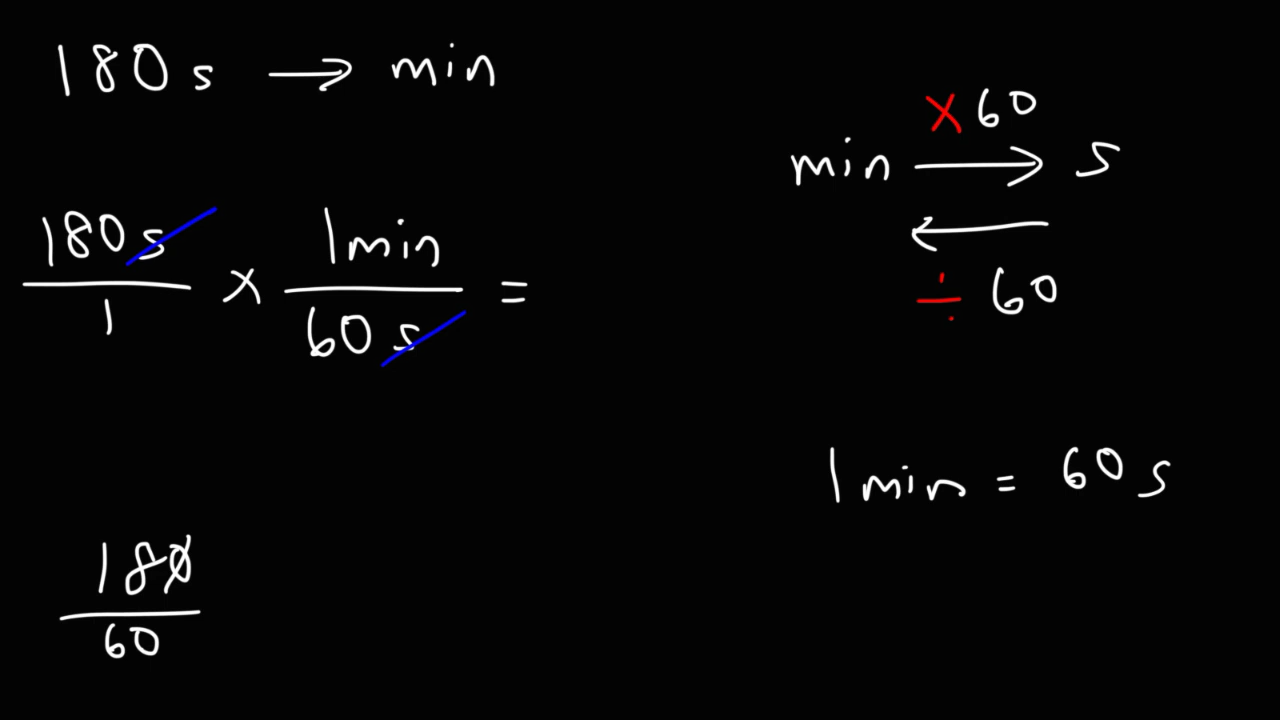 180 s → min
180 s / 1 × 1 min / 60 s =
180 / 60
× 60
min → s
←
÷ 60
1 min = 60 s